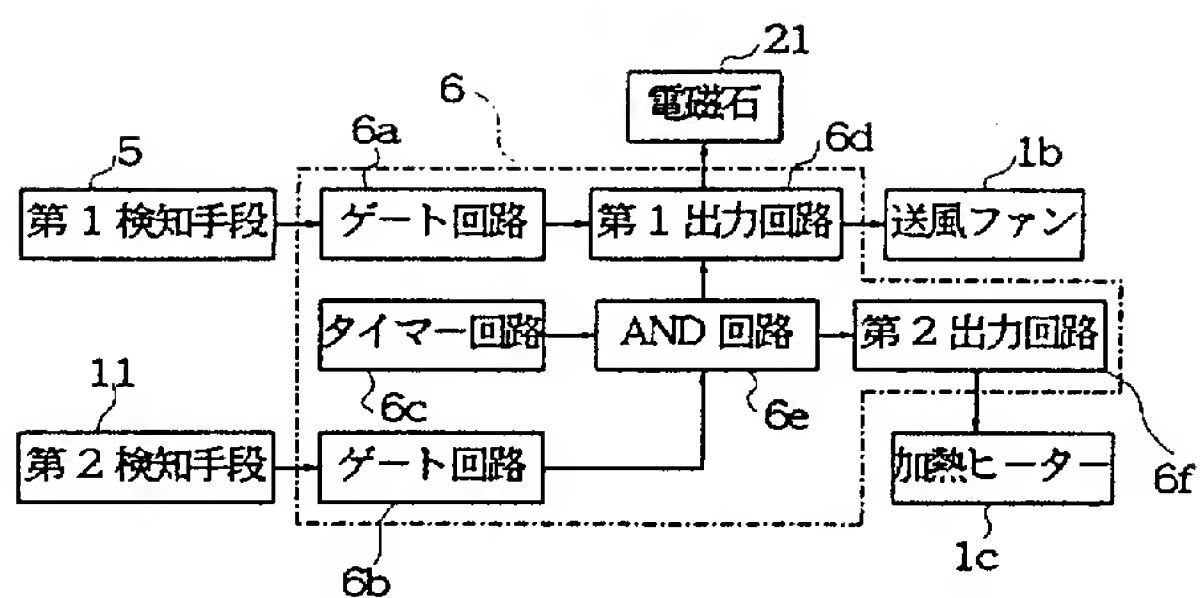 21
電磁石
6
6a
6d
5
1b
第1検知手段
ゲート回路
第1出力回路
送風ファン
タイマー回路
AND 回路
第2出力回路
11
6c
6e
第2検知手段
ゲート回路
加熱ヒーター
6f
6b
1c